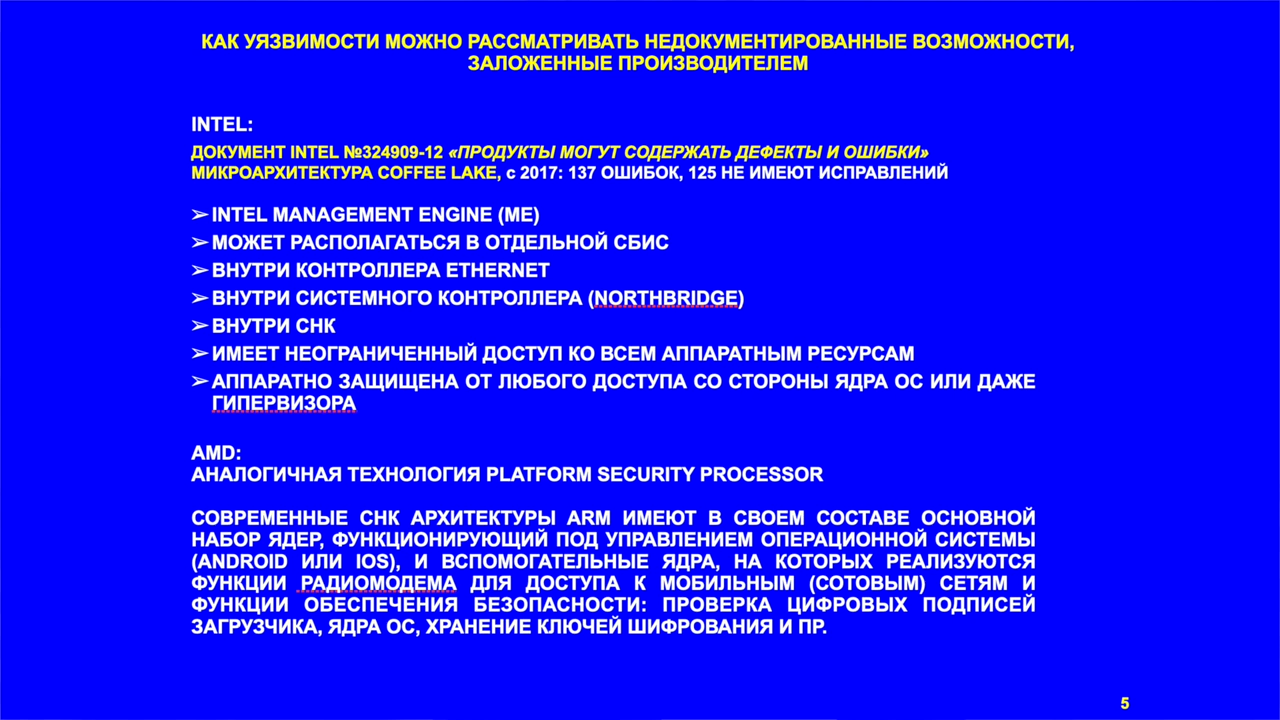 КАК УЯЗВИМОСТИ МОЖНО РАССМАТРИВАТЬ НЕДОКУМЕНТИРОВАННЫЕ ВОЗМОЖНОСТИ,
ЗАЛОЖЕННЫЕ ПРОИЗВОДИТЕЛЕМ
INTEL:
ДОКУМЕНТ INTEL №324909-12 «ПРОДУКТЫ МОГУТ СОДЕРЖАТЬ ДЕФЕКТЫ И ОШИБКИ»
МИКРОАРХИТЕКТУРА COFFEE LAKE, с 2017: 137 ОШИБОК, 125 НЕ ИМЕЮТ ИСПРАВЛЕНИЙ
➢ INTEL MANAGEMENT ENGINE (ME)
➢ МОЖЕТ РАСПОЛАГАТЬСЯ В ОТДЕЛЬНОЙ СБИС
➢ ВНУТРИ КОНТРОЛЛЕРА ETHERNET
➢ ВНУТРИ СИСТЕМНОГО КОНТРОЛЛЕРА (NORTHBRIDGE)
➢ ВНУТРИ СНК
➢ ИМЕЕТ НЕОГРАНИЧЕННЫЙ ДОСТУП КО ВСЕМ АППАРАТНЫМ РЕСУРСАМ
➢ АППАРАТНО ЗАЩИЩЕНА ОТ ЛЮБОГО ДОСТУПА СО СТОРОНЫ ЯДРА ОС ИЛИ ДАЖЕ
ГИПЕРВИЗОРА
AMD:
АНАЛОГИЧНАЯ ТЕХНОЛОГИЯ PLATFORM SECURITY PROCESSOR
СОВРЕМЕННЫЕ СНК АРХИТЕКТУРЫ ARM ИМЕЮТ В СВОЕМ СОСТАВЕ ОСНОВНОЙ
НАБОР ЯДЕР, ФУНКЦИОНИРУЮЩИЙ ПОД УПРАВЛЕНИЕМ ОПЕРАЦИОННОЙ СИСТЕМЫ
(ANDROID ИЛИ IOS), И ВСПОМОГАТЕЛЬНЫЕ ЯДРА, НА КОТОРЫХ РЕАЛИЗУЮТСЯ
ФУНКЦИИ РАДИОМОДЕМА ДЛЯ ДОСТУПА К МОБИЛЬНЫМ (СОТОВЫМ) СЕТЯМ И
ФУНКЦИИ ОБЕСПЕЧЕНИЯ БЕЗОПАСНОСТИ: ПРОВЕРКА ЦИФРОВЫХ ПОДПИСЕЙ
ЗАГРУЗЧИКА, ЯДРА ОС, ХРАНЕНИЕ КЛЮЧЕЙ ШИФРОВАНИЯ И ПР.
5